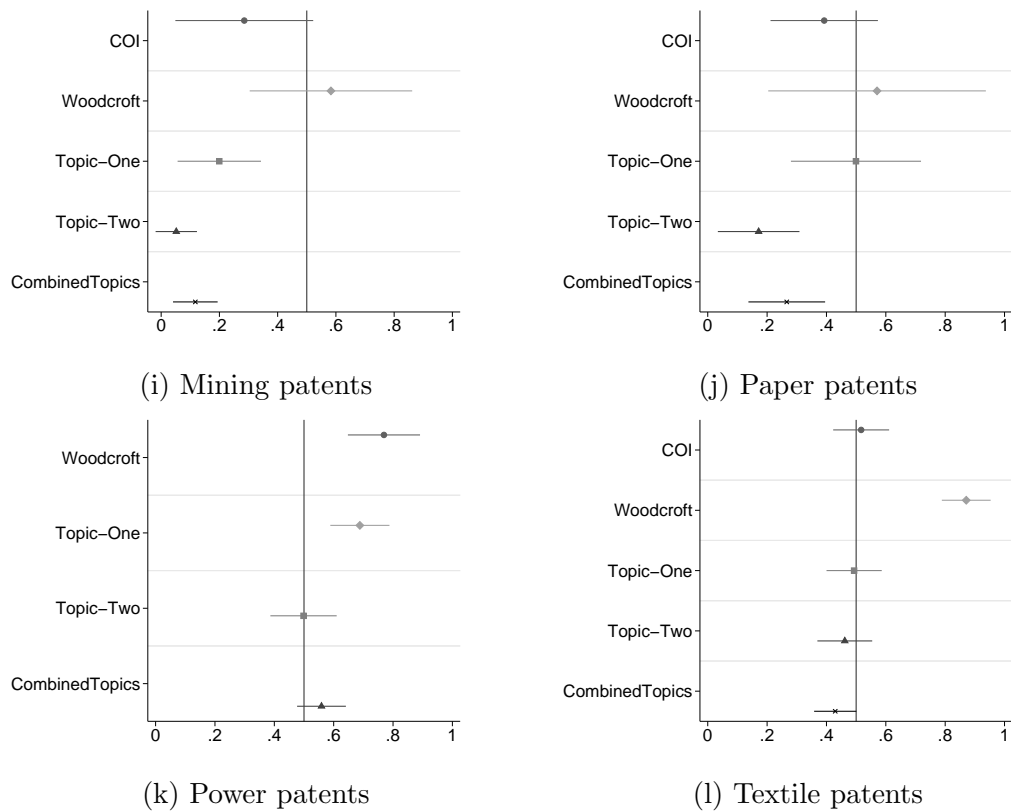 COI
Woodcroft
Topic−One
Topic−Two
CombinedTopics
0 .2 .4 .6 .8 1
(i) Mining patents
COI
Woodcroft
Topic−One
Topic−Two
CombinedTopics
0 .2 .4 .6 .8 1
(j) Paper patents
Woodcroft
Topic−One
Topic−Two
CombinedTopics
0 .2 .4 .6 .8 1
(k) Power patents
COI
Woodcroft
Topic−One
Topic−Two
CombinedTopics
0 .2 .4 .6 .8 1
(l) Textile patents